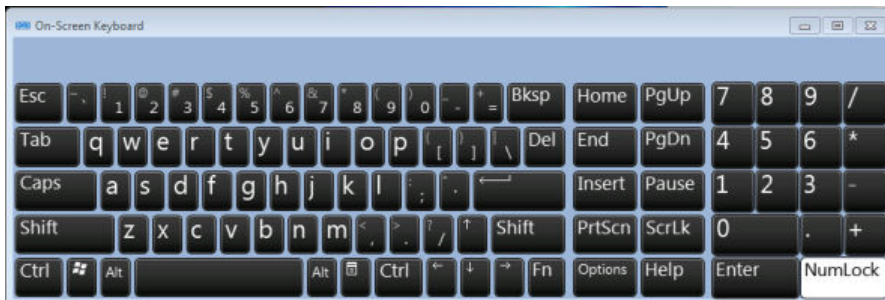 On-Screen Keyboard
Esc ~ ` ! 1 @ 2 # 3 $ 4 % 5 ^ 6 & 7 * 8 ( 9 ) 0 _ - + = Bksp Home PgUp 7 8 9 /
Tab q w e r t y u i o p { [ } ] | \ Del End PgDn 4 5 6 *
Caps a s d f g h j k l : ; " ' Insert Pause 1 2 3 -
Shift z x c v b n m < , > . ? / ↑ Shift PrtScn ScrLk 0 . +
Ctrl Alt Alt Ctrl ← ↓ → Fn Options Help Enter NumLock